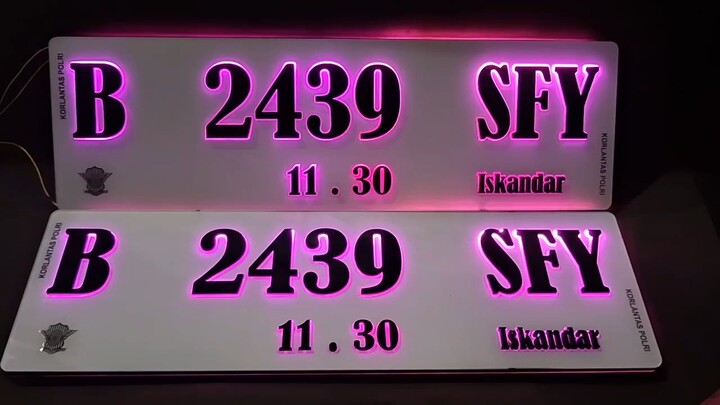 KORLANTAS POLRI
B 2439 SFY
11 . 30
Iskandar
KORLANTAS POLRI
KORLANTAS POLRI
B 2439 SFY
11 . 30
Iskandar
KORLANTAS POLRI